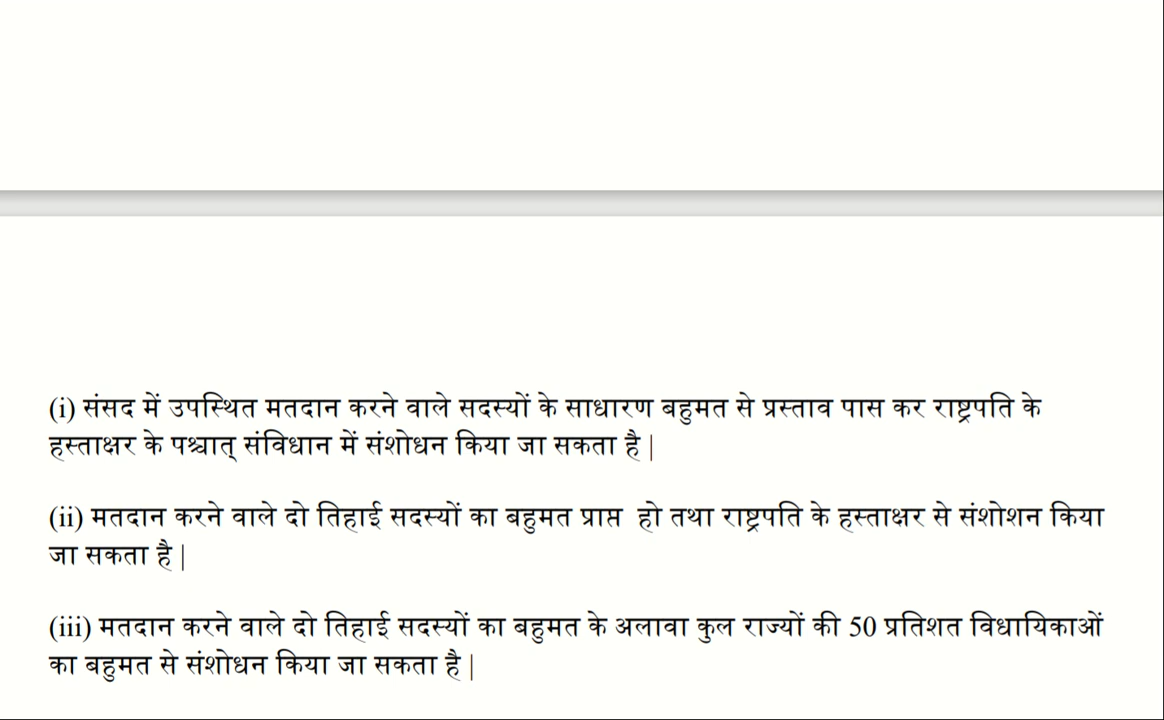 (i) संसद में उपस्थित मतदान करने वाले सदस्यों के साधारण बहुमत से प्रस्ताव पास कर राष्ट्रपति के
हस्ताक्षर के पश्चात् संविधान में संशोधन किया जा सकता है |
(ii) मतदान करने वाले दो तिहाई सदस्यों का बहुमत प्राप्त हो तथा राष्ट्रपति के हस्ताक्षर से संशोशन किया
जा सकता है |
(iii) मतदान करने वाले दो तिहाई सदस्यों का बहुमत के अलावा कुल राज्यों की 50 प्रतिशत विधायिकाओं
का बहुमत से संशोधन किया जा सकता है |